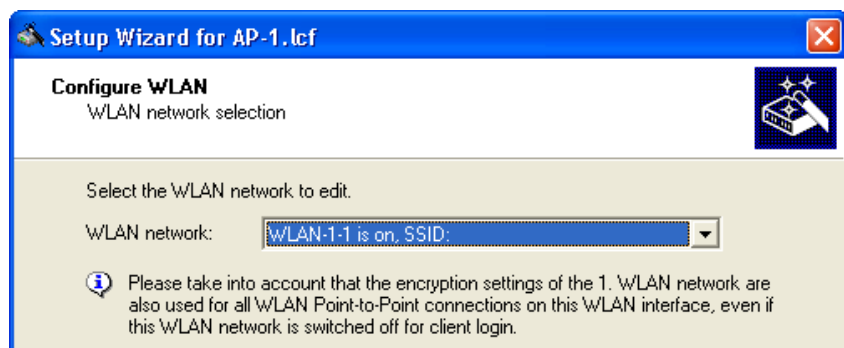 Setup Wizard for AP-1.lcf
Configure WLAN
WLAN network selection
Select the WLAN network to edit.
WLAN network: WLAN-1-1 is on, SSID:
Please take into account that the encryption settings of the 1. WLAN network are
also used for all WLAN Point-to-Point connections on this WLAN interface, even if
this WLAN network is switched off for client login.